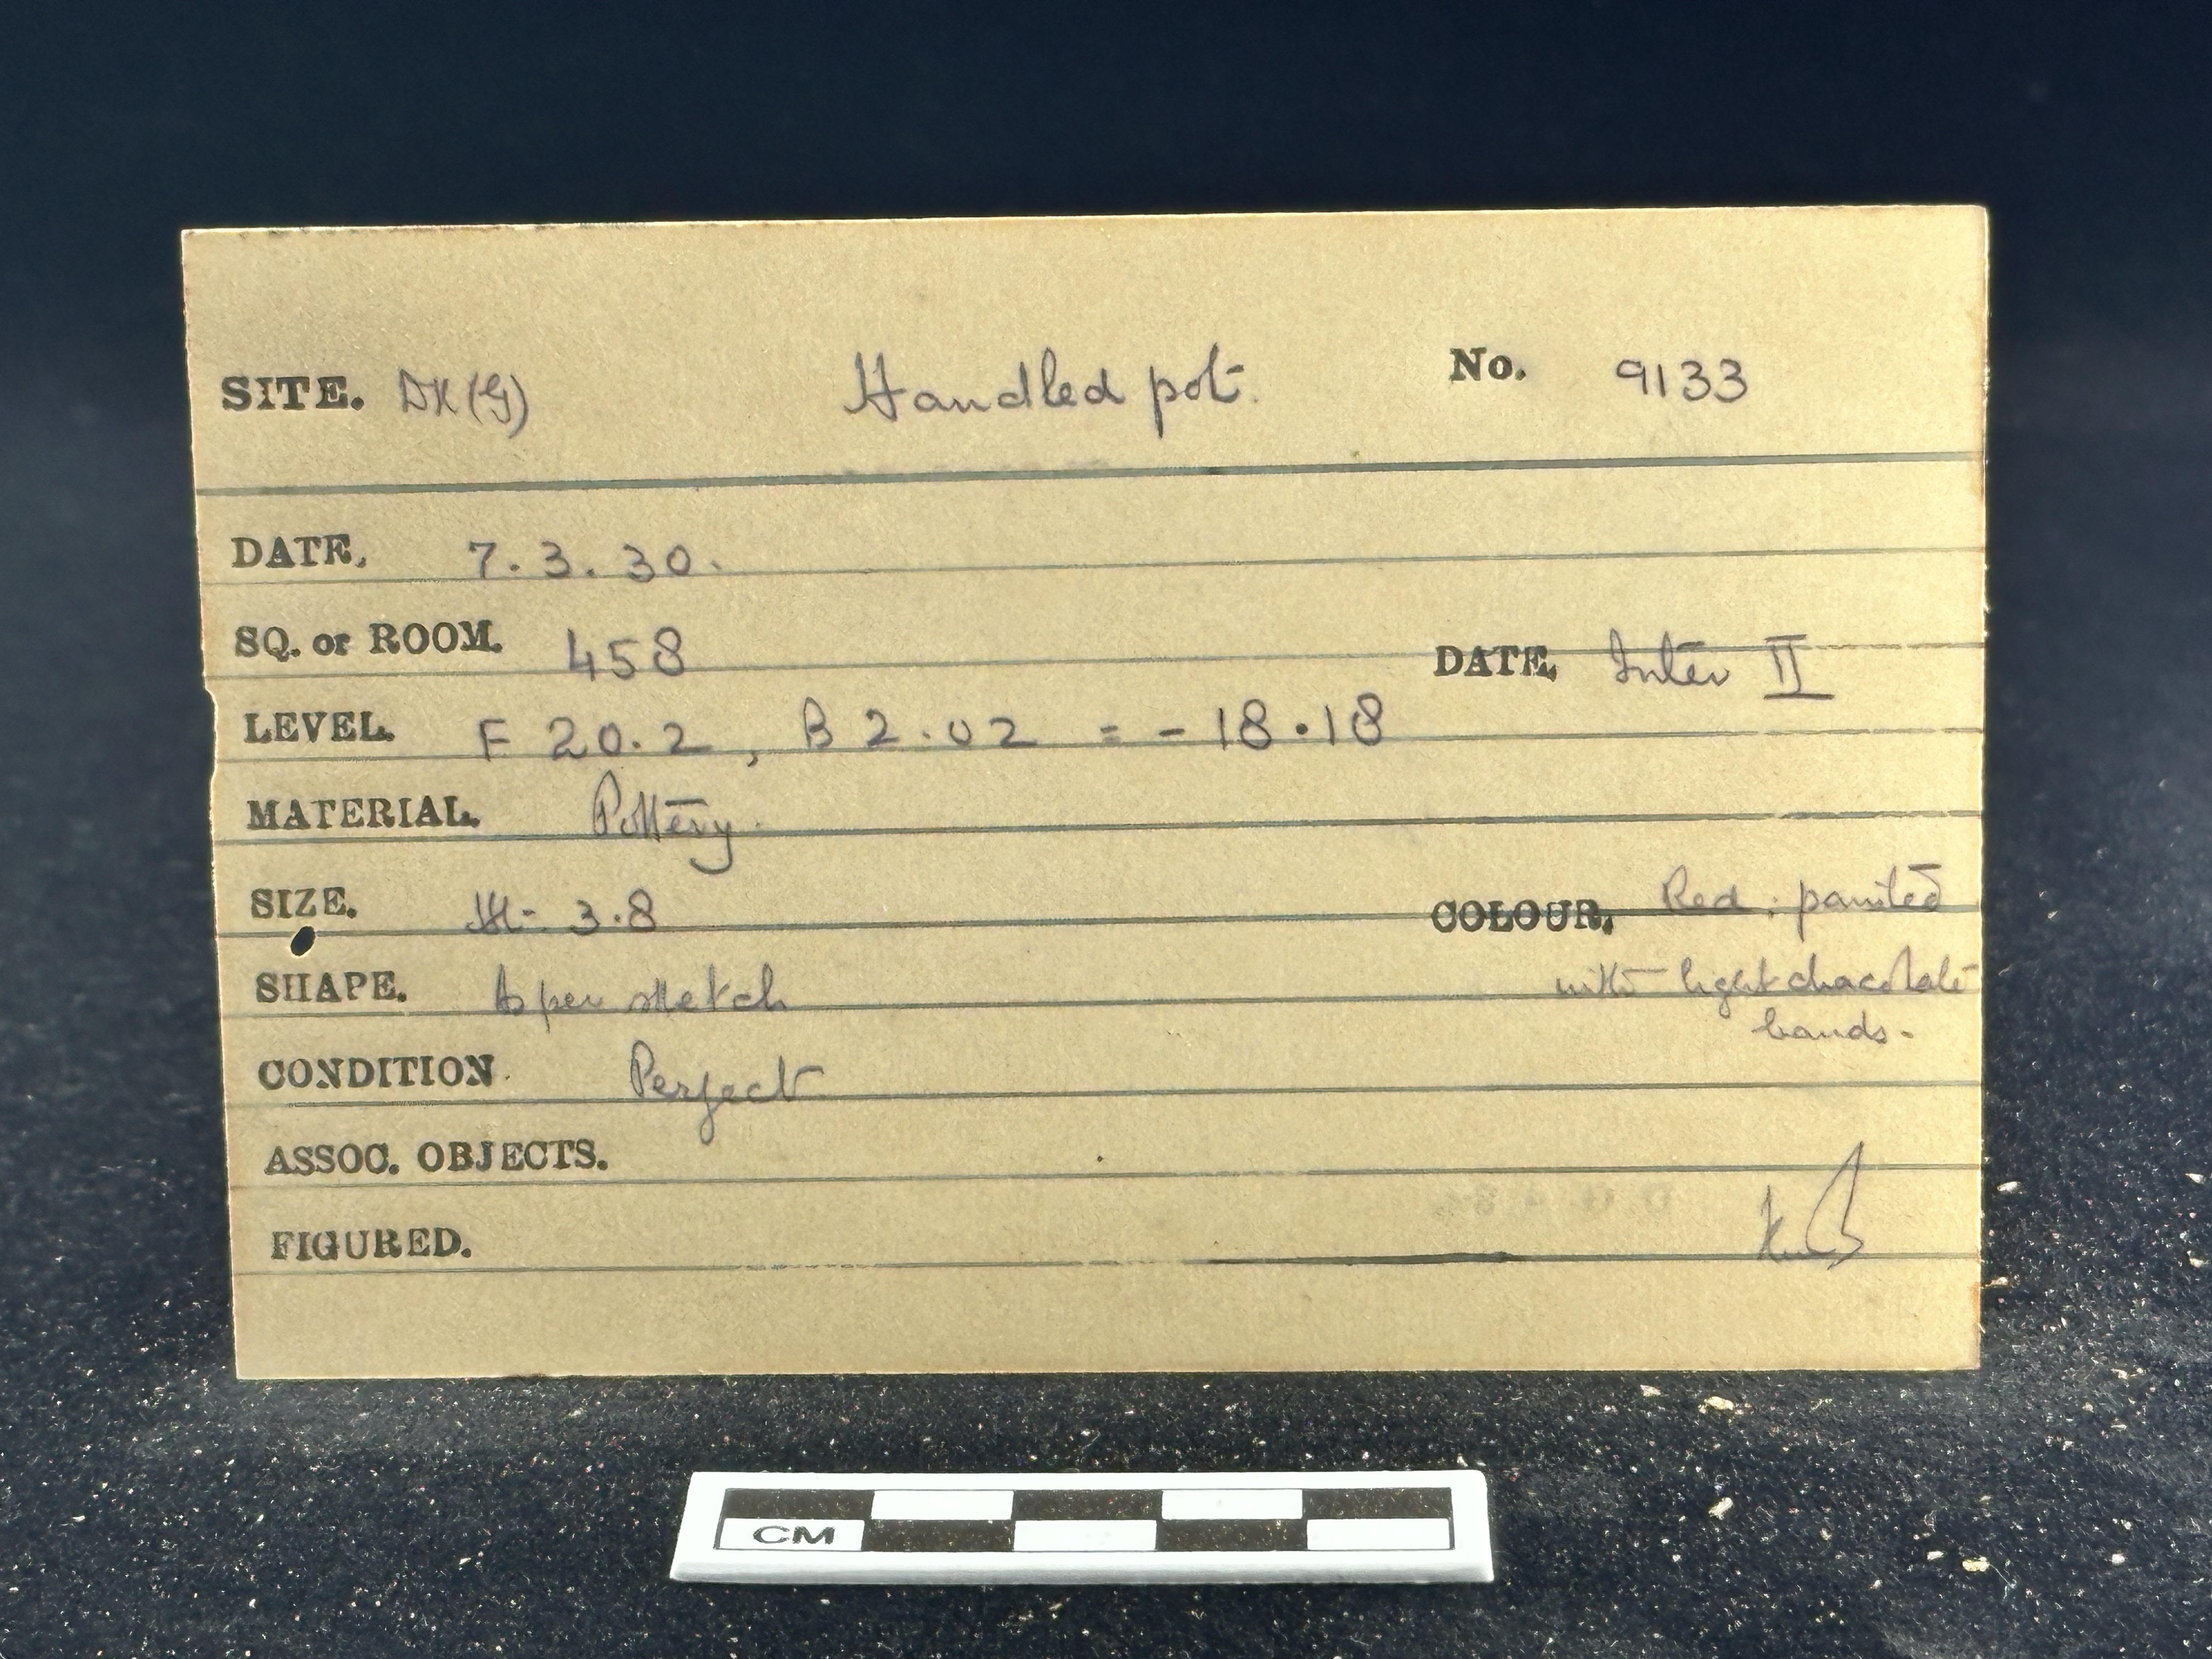 SITE. DK(G) Handled pot. No. 9133
DATE. 7.3.30.
SQ. or ROOM. 458 DATE. Inter II
LEVEL. F 20.2, B 2.02 = -18.18
MATERIAL. Pottery.
SIZE. Ht:- 3.8 COLOUR. Red; painted
SHAPE. As per sketch with light chacolate
bands.
CONDITION. Perfect
ASSOC. OBJECTS.
FIGURED.
CM